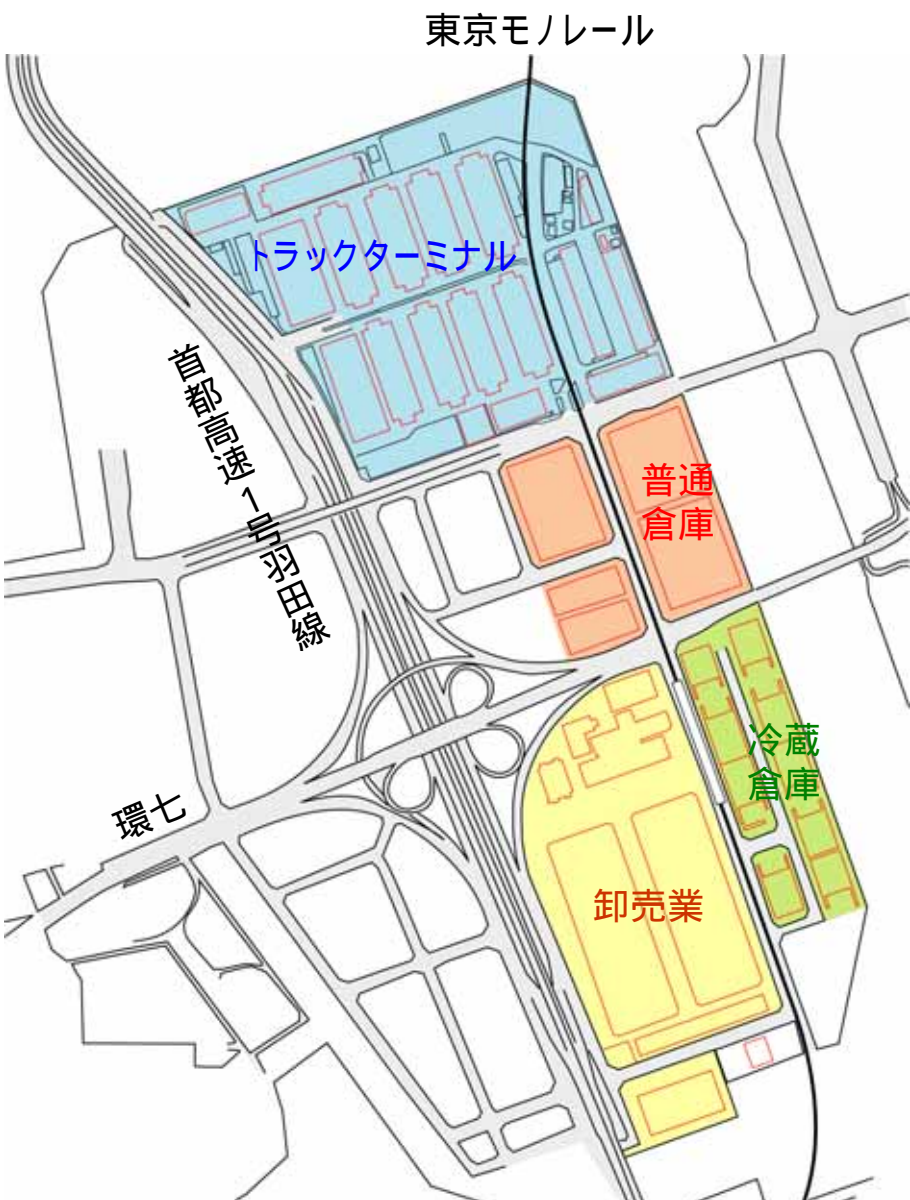 東京モノレール
トラックターミナル
首都高速1号羽田線
普通
倉庫
冷蔵
倉庫
環七
卸売業